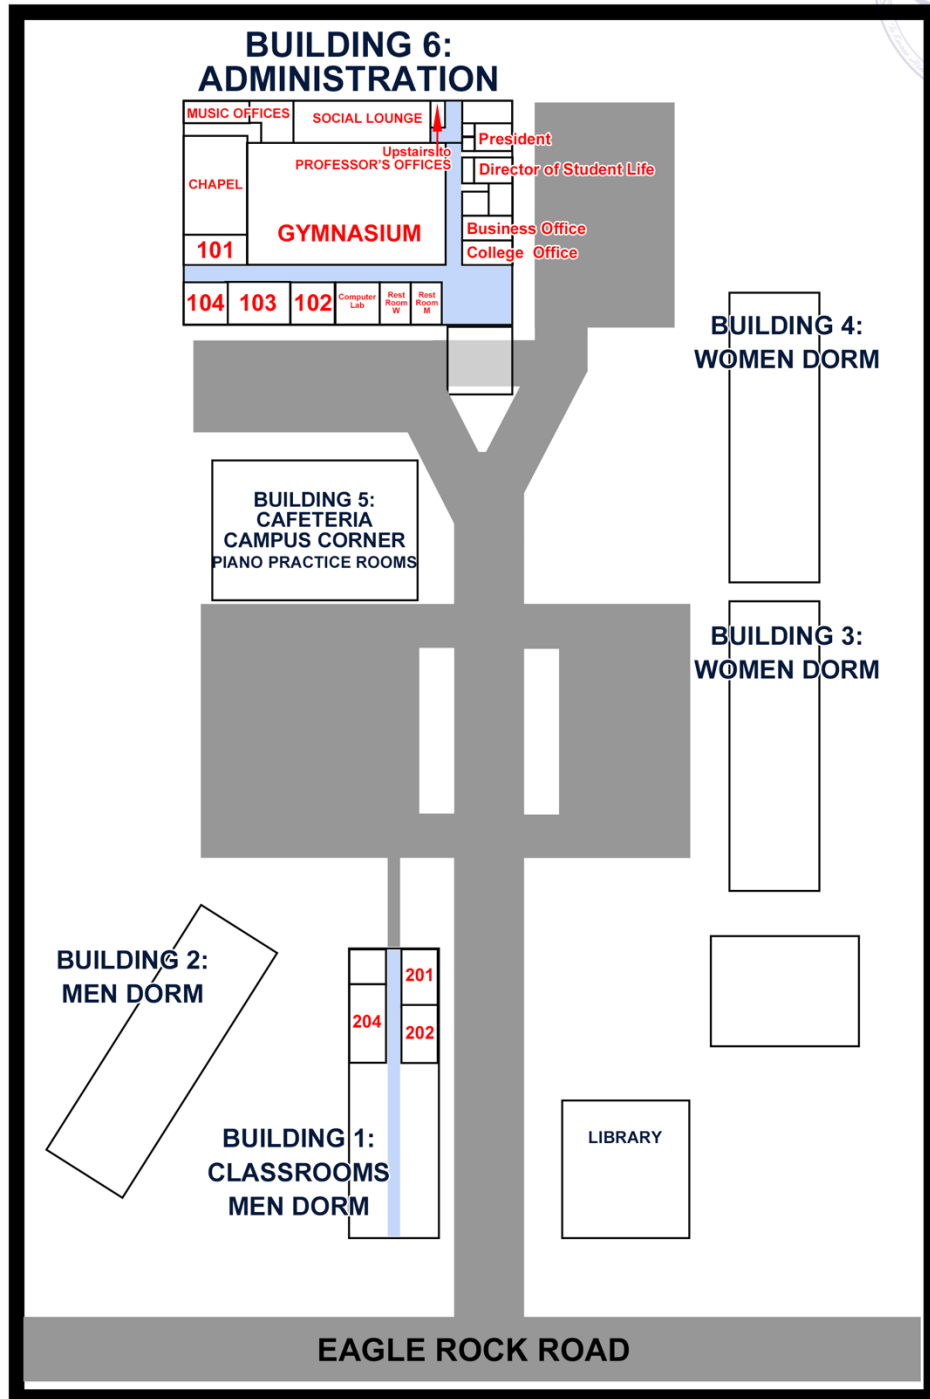 BUILDING 6:
ADMINISTRATION
MUSIC OFFICES
SOCIAL LOUNGE
President
Upstairs to
PROFESSOR'S OFFICES
Director of Student Life
CHAPEL
GYMNASIUM
Business Office
101
College Office
104
103
102
Computer
Lab
Rest
Room
W
Rest
Room
M
BUILDING 4:
WOMEN DORM
BUILDING 5:
CAFETERIA
CAMPUS CORNER
PIANO PRACTICE ROOMS
BUILDING 3:
WOMEN DORM
BUILDING 2:
MEN DORM
201
204
202
BUILDING 1:
CLASSROOMS
MEN DORM
LIBRARY
EAGLE ROCK ROAD